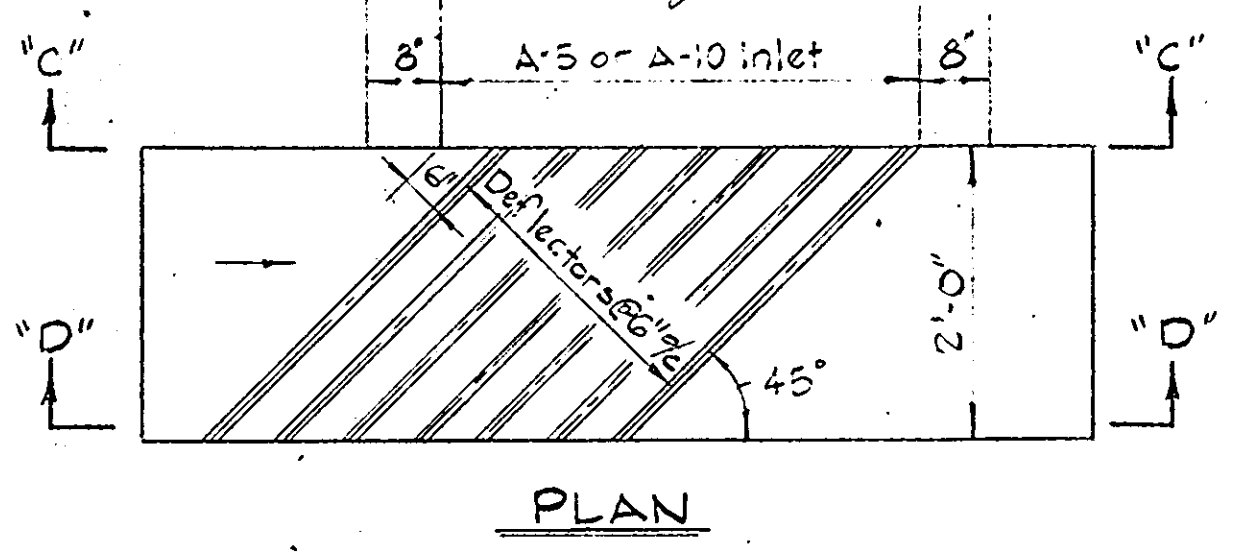 "C"
8"
A-5 or A-10 inlet
8"
"C"
6"
Deflectors@6"o/c
"D"
2'-0"
"D"
45°
PLAN